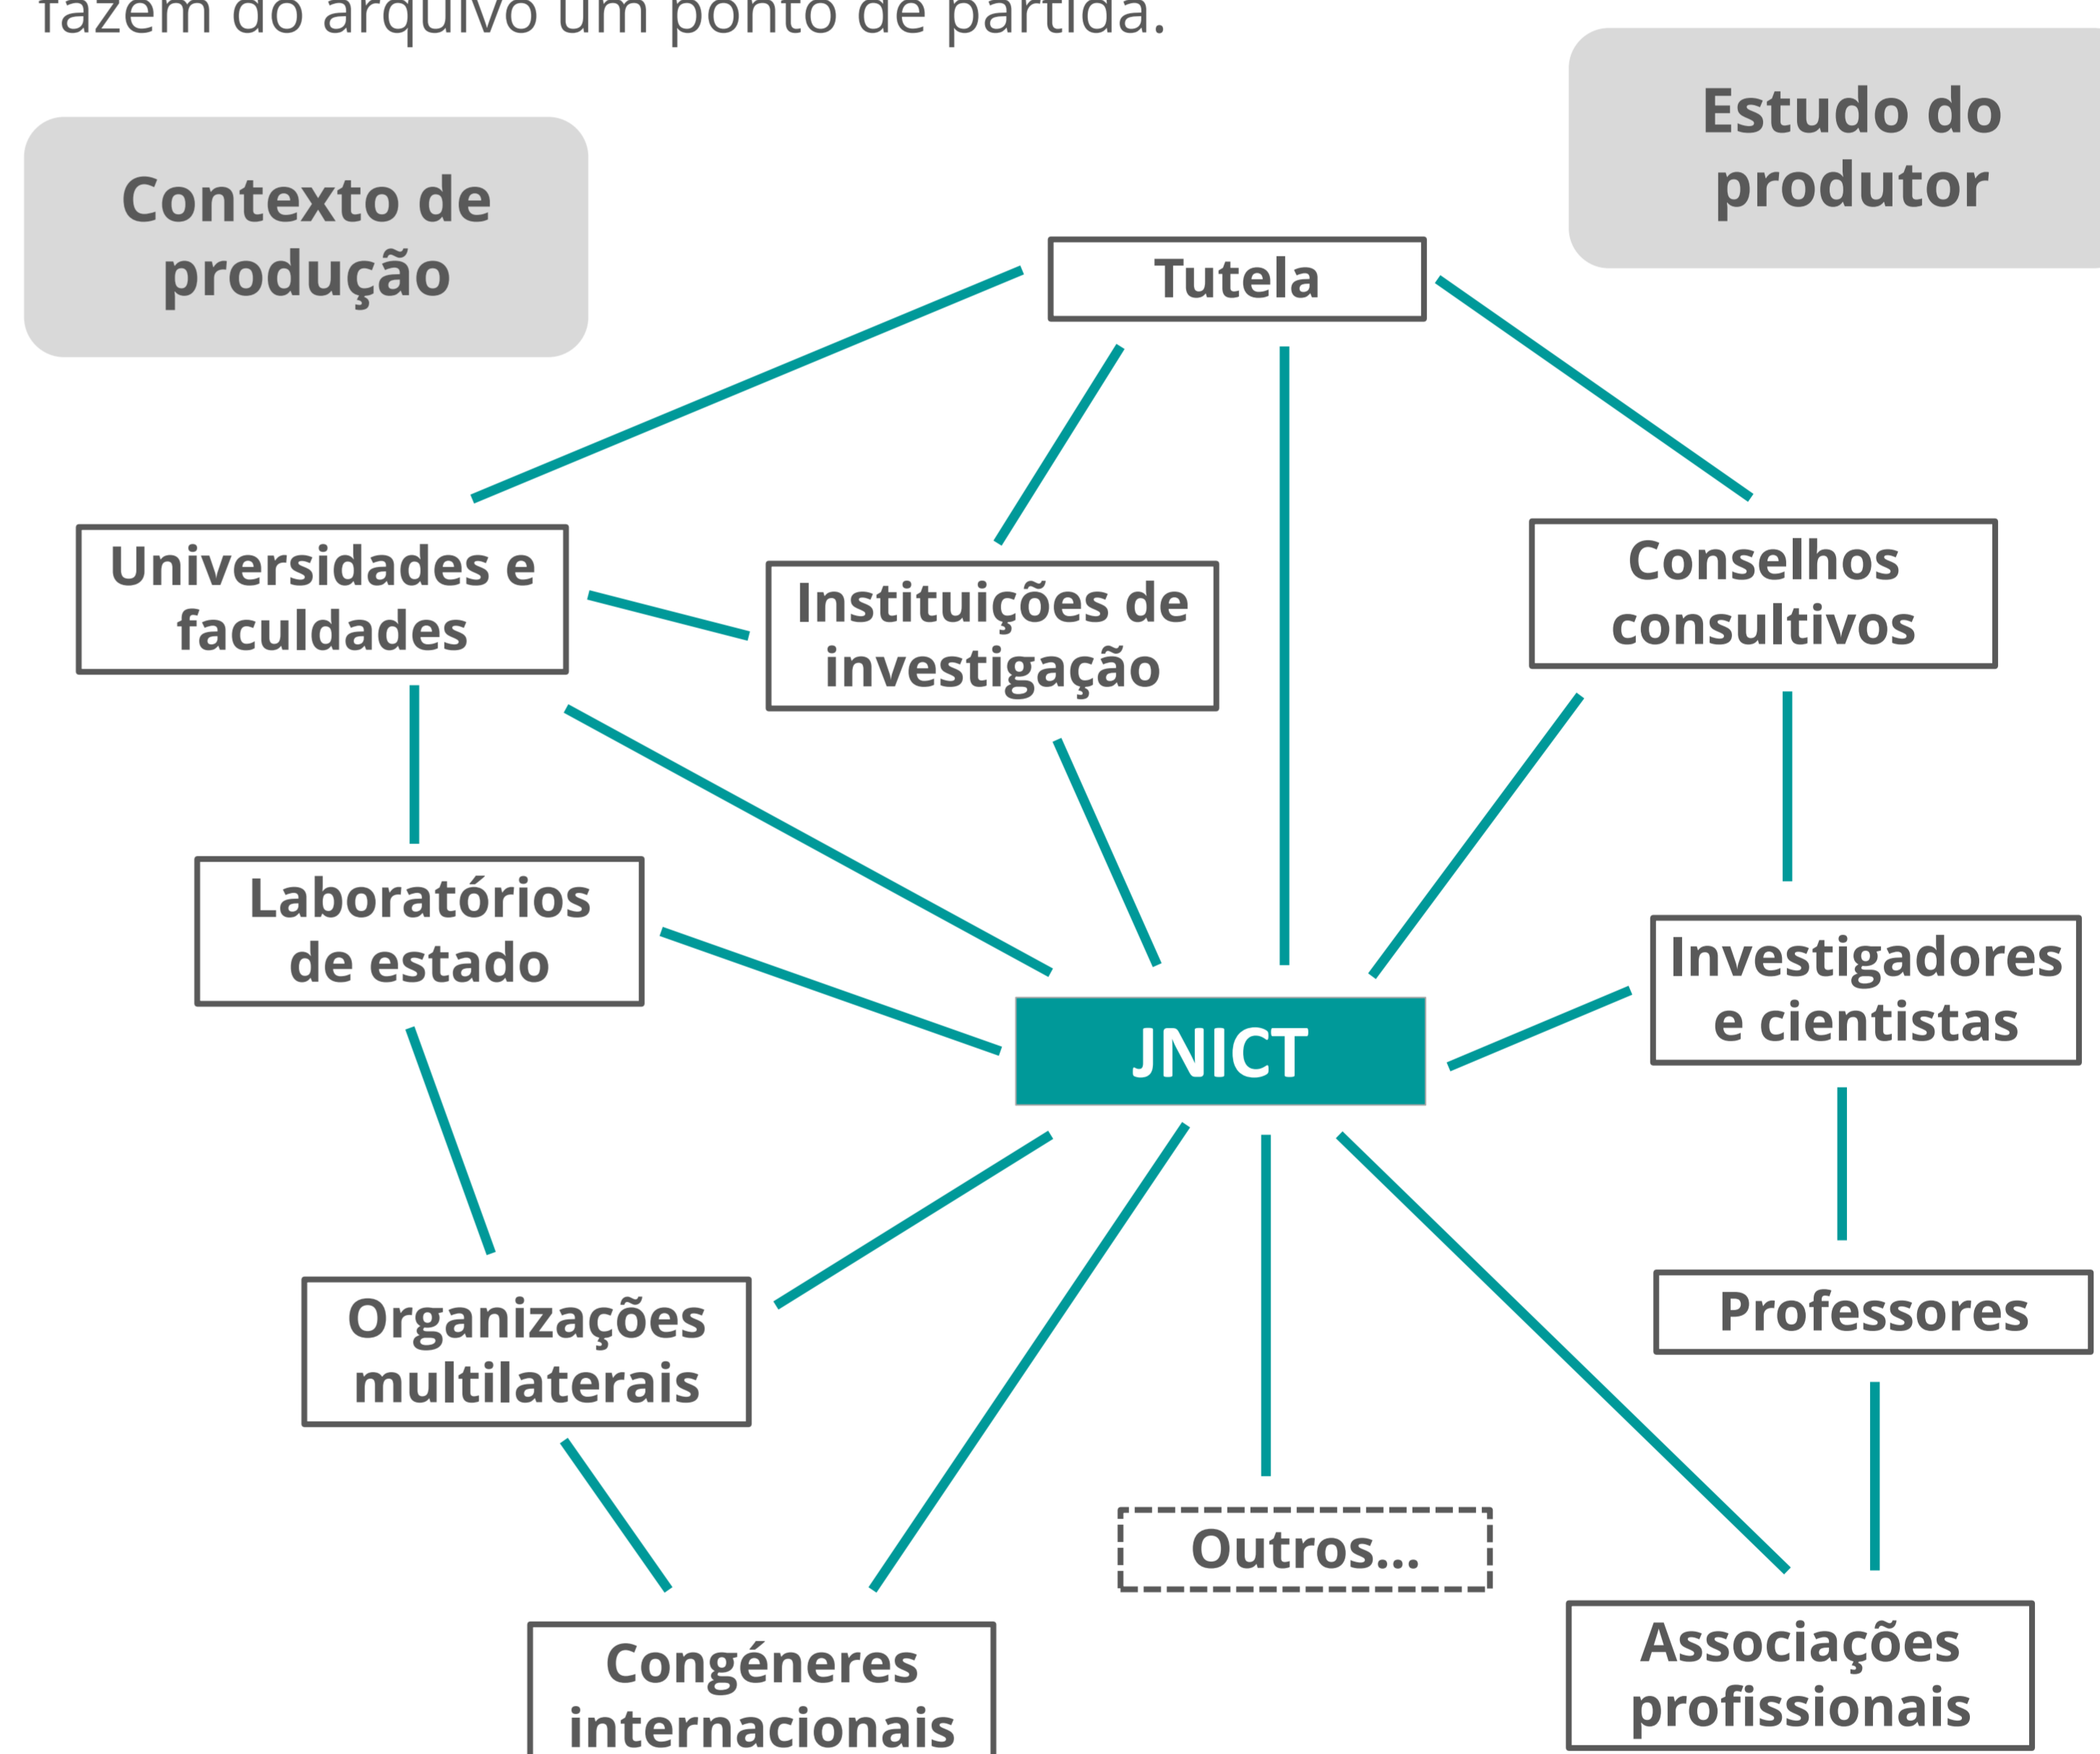 fazem do arquivo um ponto de partida.
Estudo do
produtor
Contexto de
produção
Tutela
Universidades e
faculdades
Instituições de
investigação
Conselhos
consultivos
Laboratórios
de estado
Investigadores
e cientistas
JNICT
Organizações
multilaterais
Professores
Outros...
Congéneres
internacionais
Associações
profissionais